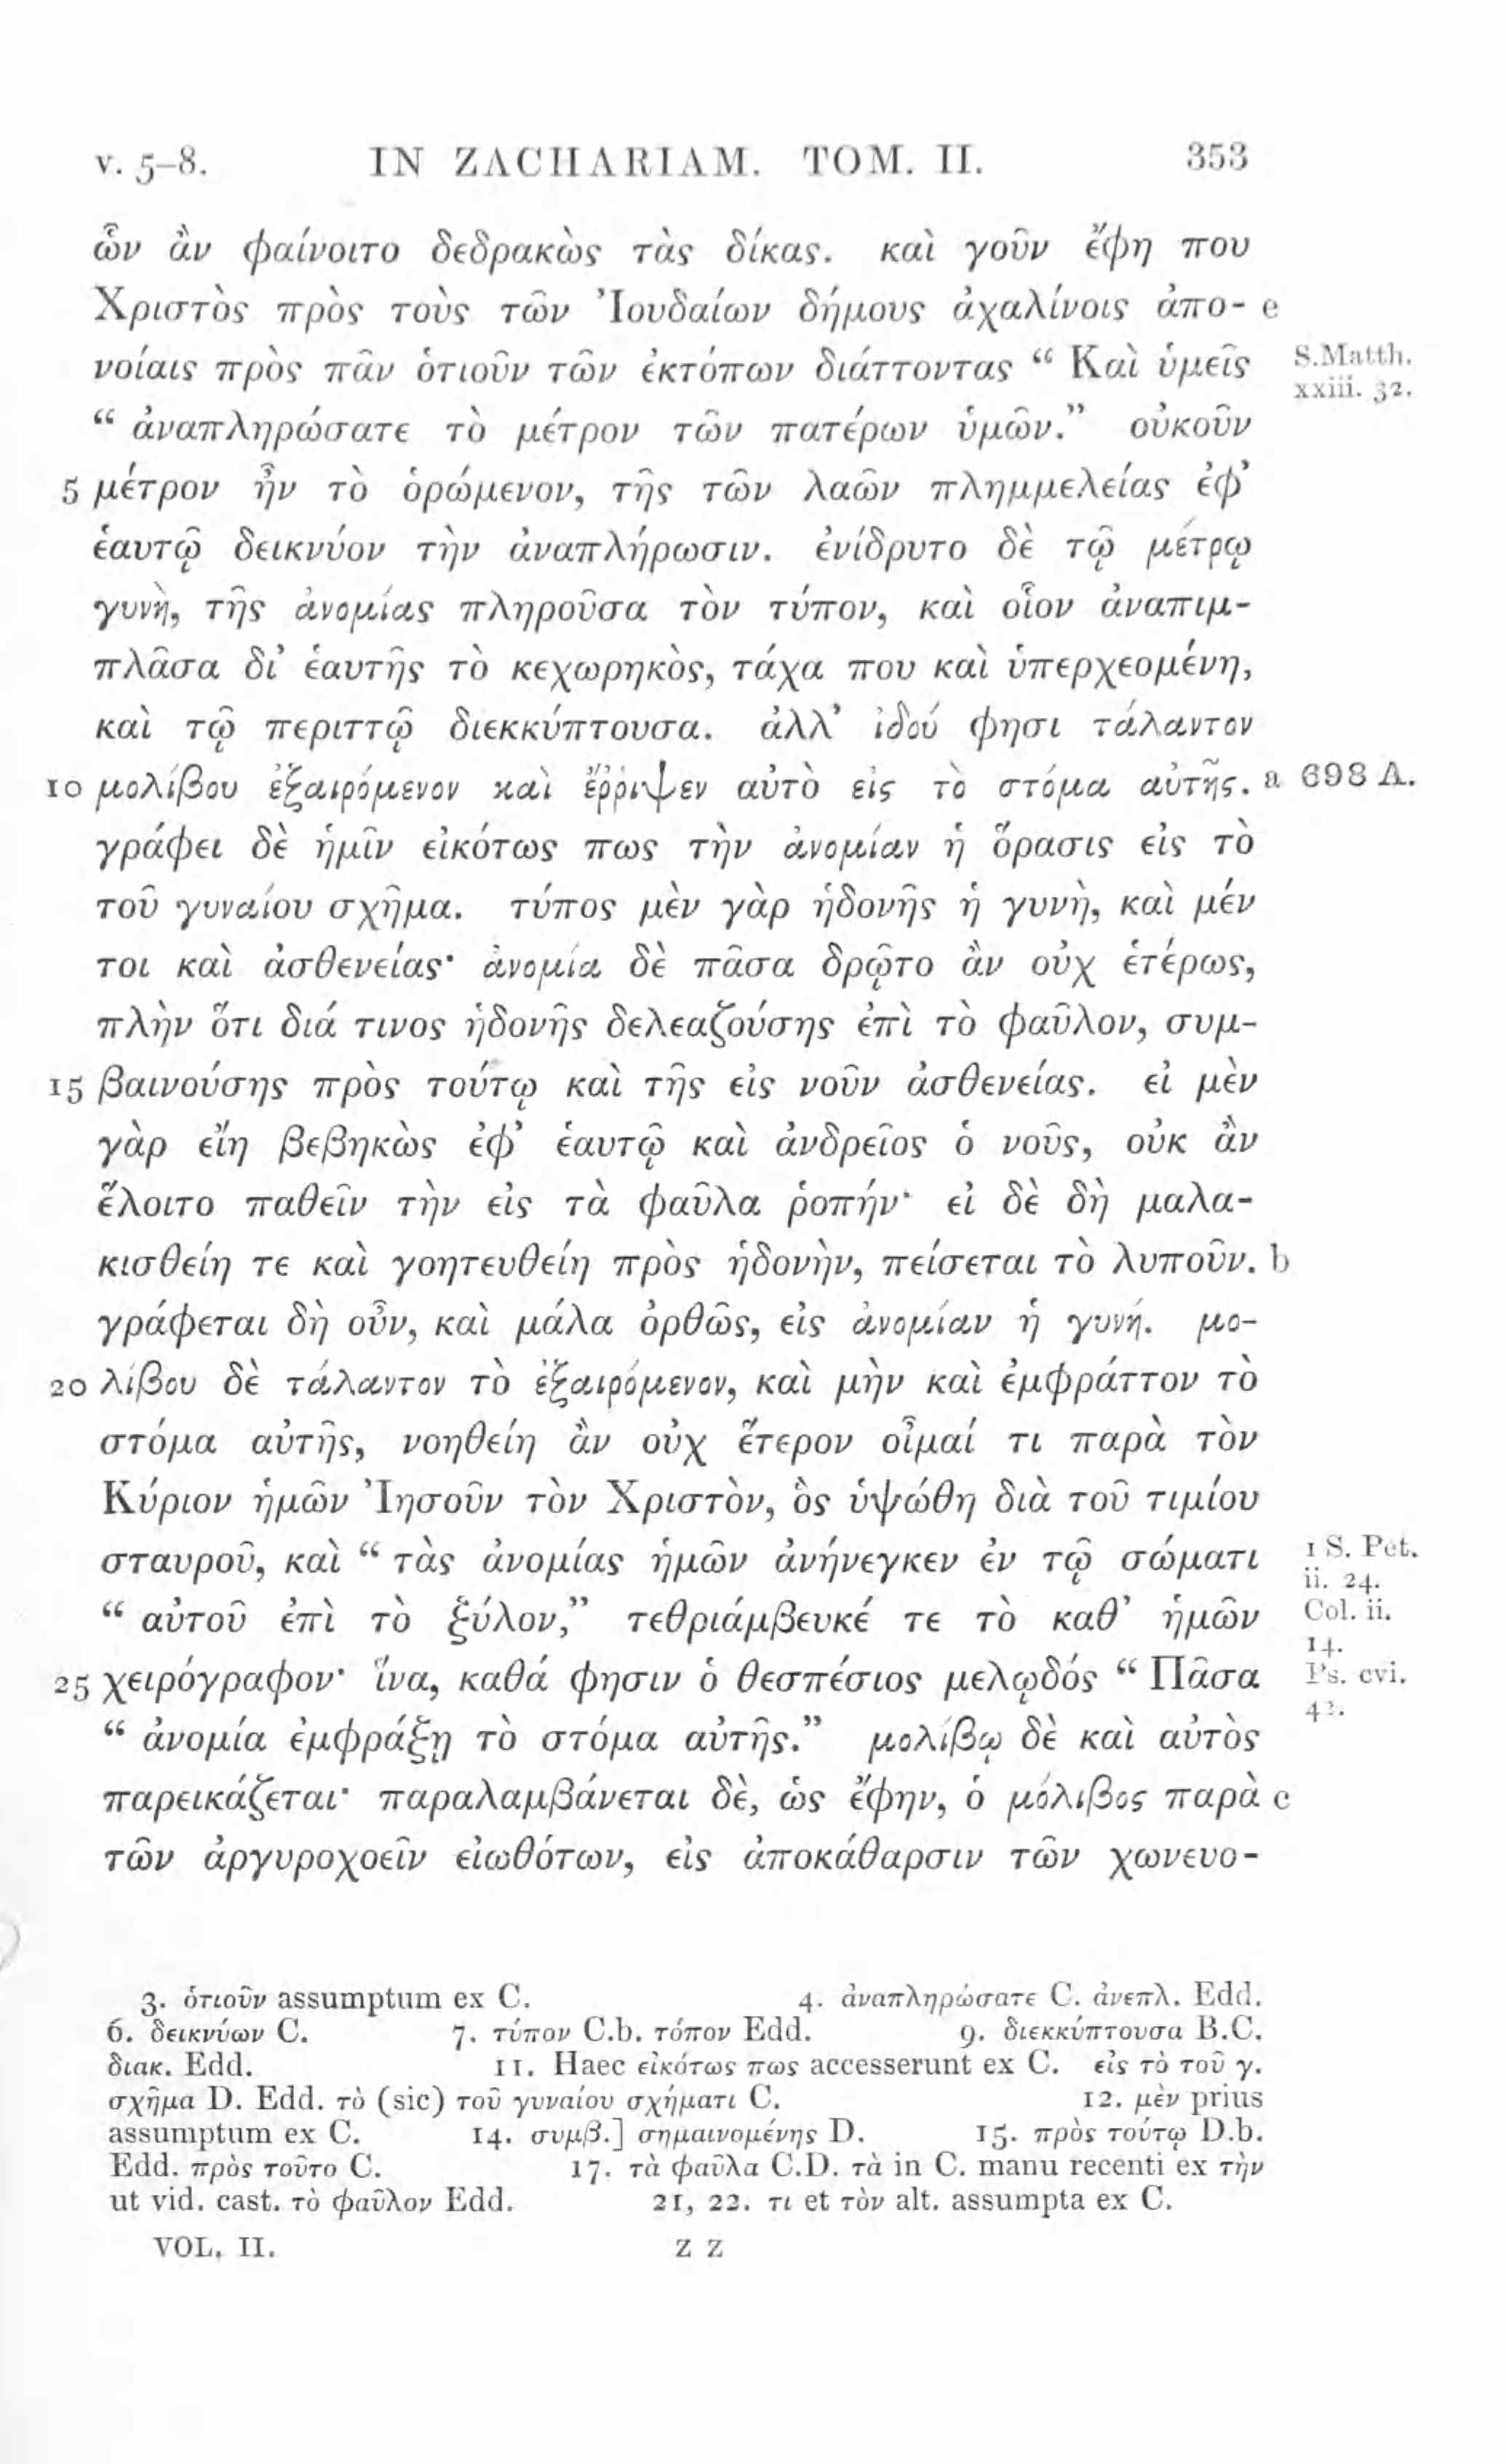 v. 5–8. IN ZACHARIAM. TOM. II. 353
ὧν ἂν φαίνοιτο δεδρακὼς τὰς δίκας. καὶ γοῦν ἔφη που
Χριστὸς πρὸς τοὺς τῶν Ἰουδαίων δήμους ἀχαλίνοις ἀπο- e
νοίαις πρὸς πᾶν ὁτιοῦν τῶν ἐκτόπων διάττοντας “ Καὶ ὑμεῖς S. Matth. xxiii. 32.
“ ἀναπληρώσατε τὸ μέτρον τῶν πατέρων ὑμῶν.” οὐκοῦν
5 μέτρον ἦν τὸ ὁρώμενον, τῆς τῶν λαῶν πλημμελείας ἐφ’
ἑαυτῷ δεικνύον τὴν ἀναπλήρωσιν. ἐνίδρυτο δὲ τῷ μέτρῳ
γυνὴ, τῆς ἀνομίας πληροῦσα τὸν τύπον, καὶ οἷον ἀναπιμ-
πλᾶσα δι’ ἑαυτῆς τὸ κεχωρηκὸς, τάχα που καὶ ὑπερχεομένη,
καὶ τῷ περιττῷ διεκκύπτουσα. ἀλλ’ ἰδού φησι τάλαντον
10 μολίβου ἐξαιρόμενον καὶ ἔῤῥιψεν αὐτὸ εἰς τὸ στόμα αὐτῆς. a 698 A.
γράφει δὲ ἡμῖν εἰκότως πως τὴν ἀνομίαν ἡ ὅρασις εἰς τὸ
τοῦ γυναίου σχῆμα. τύπος μὲν γὰρ ἡδονῆς ἡ γυνὴ, καὶ μέν
τοι καὶ ἀσθενείας· ἀνομία δὲ πᾶσα δρῷτο ἂν οὐχ ἑτέρως,
πλὴν ὅτι διά τινος ἡδονῆς δελεαζούσης ἐπὶ τὸ φαῦλον, συμ-
15 βαινούσης πρὸς τούτῳ καὶ τῆς εἰς νοῦν ἀσθενείας. εἰ μὲν
γὰρ εἴη βεβηκὼς ἐφ’ ἑαυτῷ καὶ ἀνδρεῖος ὁ νοῦς, οὐκ ἂν
ἕλοιτο παθεῖν τὴν εἰς τὰ φαῦλα ῥοπήν· εἰ δὲ δὴ μαλα-
κισθείη τε καὶ γοητευθείη πρὸς ἡδονὴν, πείσεται τὸ λυποῦν. b
γράφεται δὴ οὖν, καὶ μάλα ὀρθῶς, εἰς ἀνομίαν ἡ γυνή. μο-
20 λίβου δὲ τάλαντον τὸ ἐξαιρόμενον, καὶ μὴν καὶ ἐμφράττον τὸ
στόμα αὐτῆς, νοηθείη ἂν οὐχ ἕτερον οἶμαί τι παρὰ τὸν
Κύριον ἡμῶν Ἰησοῦν τὸν Χριστὸν, ὃς ὑψώθη διὰ τοῦ τιμίου
σταυροῦ, καὶ “ τὰς ἀνομίας ἡμῶν ἀνήνεγκεν ἐν τῷ σώματι 1 S. Pet. ii. 24.
“ αὐτοῦ ἐπὶ τὸ ξύλον,” τεθριάμβευκέ τε τὸ καθ’ ἡμῶν Col. ii. 14.
25 χειρόγραφον· ἵνα, καθά φησιν ὁ θεσπέσιος μελῳδός “ Πᾶσα Ps. cvi. 42.
“ ἀνομία ἐμφράξῃ τὸ στόμα αὐτῆς.” μολίβῳ δὲ καὶ αὐτὸς
παρεικάζεται· παραλαμβάνεται δὲ, ὡς ἔφην, ὁ μόλιβος παρὰ c
τῶν ἀργυροχοεῖν εἰωθότων, εἰς ἀποκάθαρσιν τῶν χωνευο-
3. ὁτιοῦν assumptum ex C. 4. ἀναπληρώσατε C. ἀνεπλ. Edd.
6. δεικνύων C. 7. τύπον C.b. τόπον Edd. 9. διεκκύπτουσα B.C.
διακ. Edd. 11. Haec εἰκότως πως accesserunt ex C. εἰς τὸ τοῦ γ.
σχῆμα D. Edd. τὸ (sic) τοῦ γυναίου σχήματι C. 12. μὲν prius
assumptum ex C. 14. συμβ.] σημαινομένης D. 15. πρὸς τούτῳ D.b.
Edd. πρὸς τοῦτο C. 17. τὰ φαῦλα C.D. τὰ in C. manu recenti ex τὴν
ut vid. cast. τὸ φαῦλον Edd. 21, 22. τι et τὸν alt. assumpta ex C.
VOL. II. Z Z